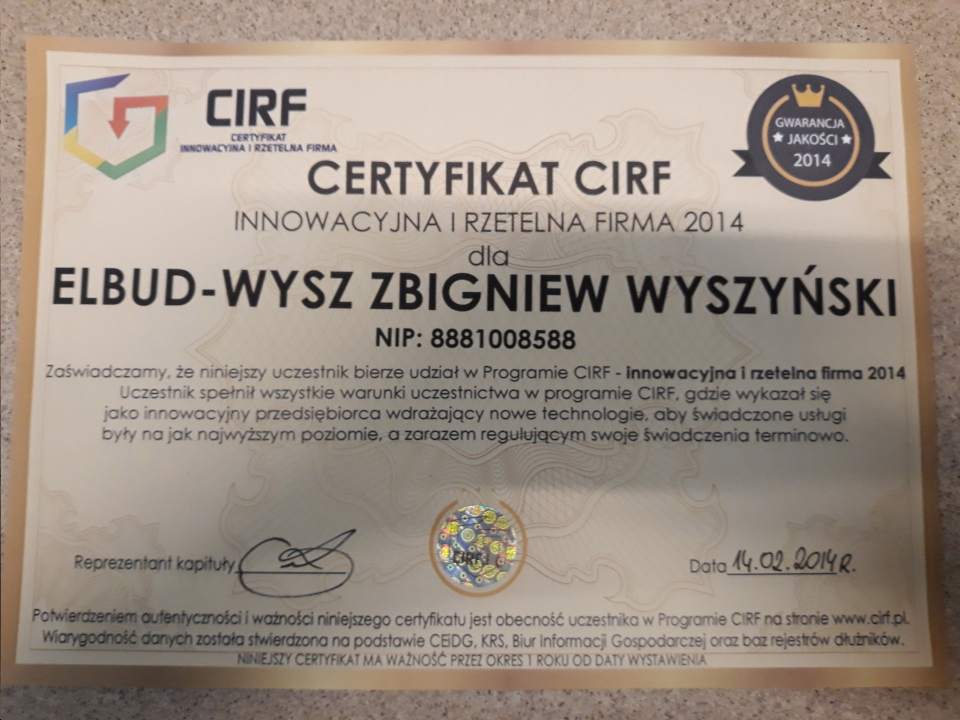 CIRF
CERTYFIKAT
INNOWACYJNA I RZETELNA FIRMA
GWARANCJA
JAKOŚCI
2014
CERTYFIKAT CIRF
INNOWACYJNA I RZETELNA FIRMA 2014
dla
ELBUD-WYSZ ZBIGNIEW WYSZYŃSKI
NIP: 8881008588
Zaświadczamy, że niniejszy uczestnik bierze udział w Programie CIRF - innowacyjna i rzetelna firma 2014
Uczestnik spełnił wszystkie warunki uczestnictwa w programie CIRF, gdzie wykazał się
jako innowacyjny przedsiębiorca wdrażający nowe technologie, aby świadczone usługi
były na jak najwyższym poziomie, a zarazem regulującym swoje świadczenia terminowo.
Reprezentant kapituły
CIRF
Data 14.02.2014R.
Potwierdzeniem autentyczności i ważności niniejszego certyfikatu jest obecność uczestnika w Programie CIRF na stronie www.cirf.pl.
Wiarygodność danych została stwierdzona na podstawie CEIDG, KRS, Biur Informacji Gospodarczej oraz baz rejestrów dłużników.
NINIEJSZY CERTYFIKAT MA WAŻNOŚĆ PRZEZ OKRES 1 ROKU OD DATY WYSTAWIENIA